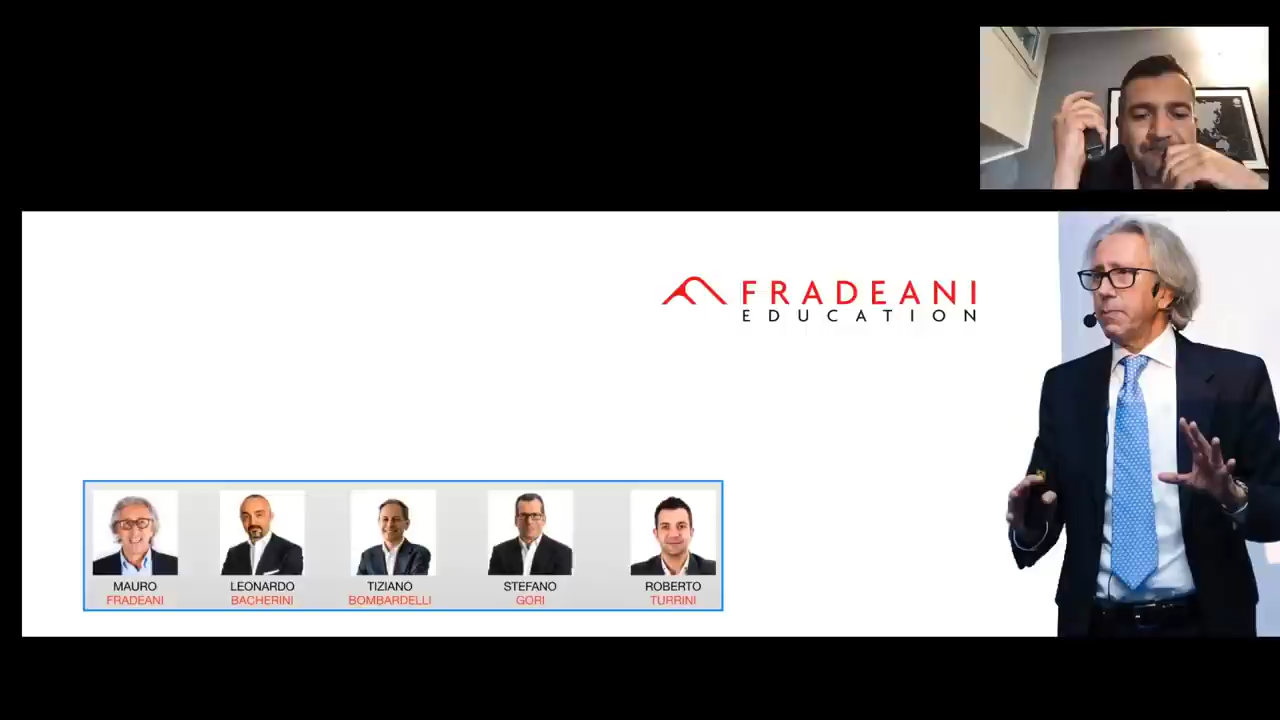 FRADEANI
EDUCATION
MAURO
FRADEANI
LEONARDO
BACHERINI
TIZIANO
BOMBARDELLI
STEFANO
GORI
ROBERTO
TURRINI